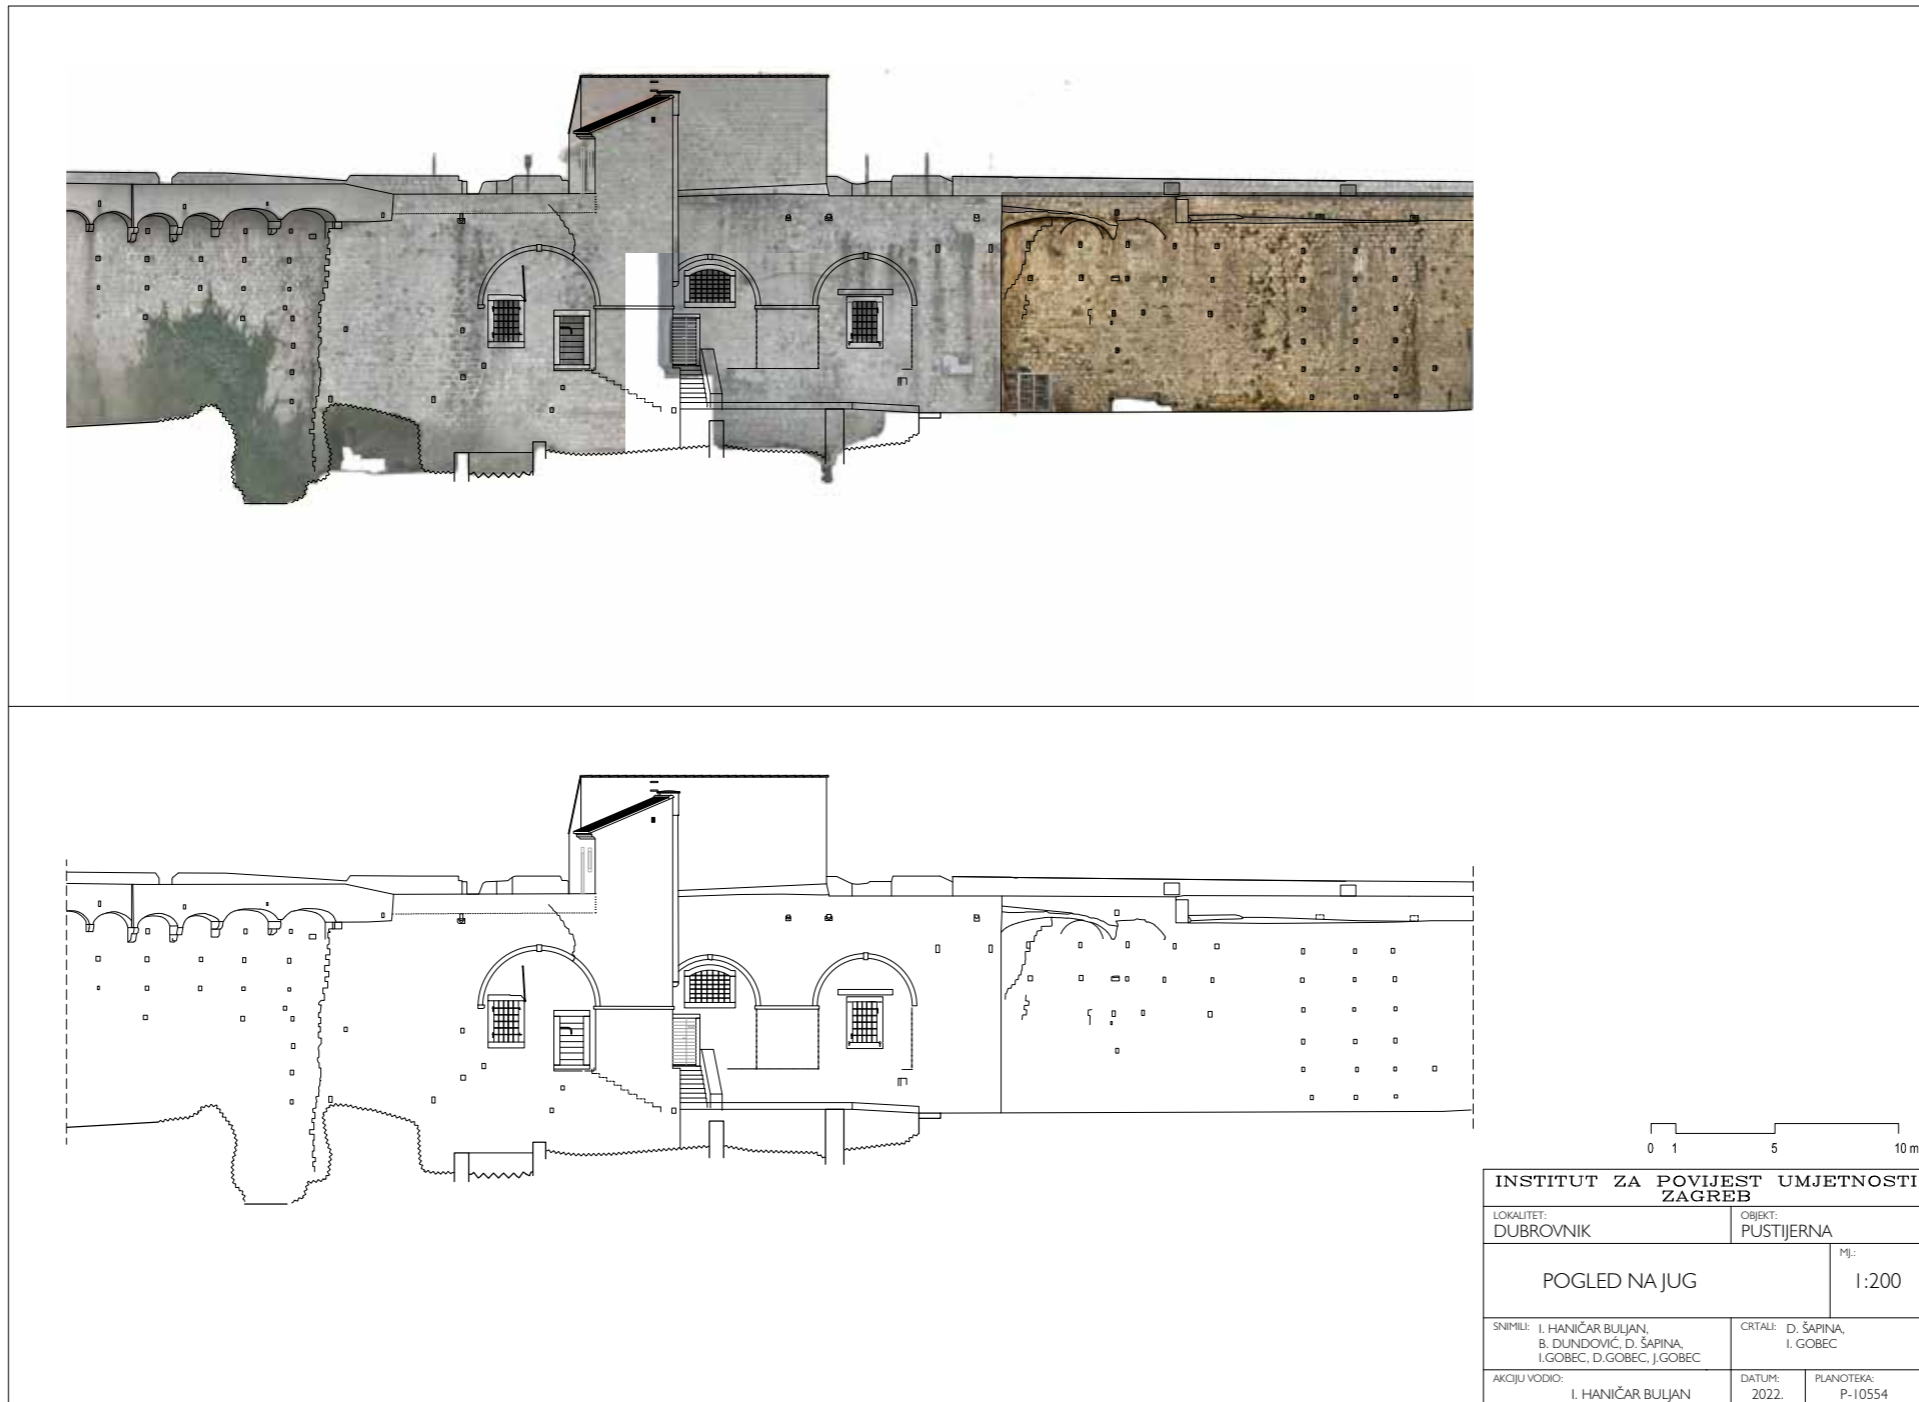 0 1 5 10 m
INSTITUT ZA POVIJEST UMJETNOSTI
ZAGREB
LOKALITET:
DUBROVNIK
OBJEKT:
PUSTIJERNA
POGLED NA JUG
MJ.:
1:200
SNIMILI: I. HANIČAR BULJAN,
B. DUNDOVIĆ, D. ŠAPINA,
I.GOBEC, D.GOBEC, J.GOBEC
CRTALI: D. ŠAPINA,
I. GOBEC
AKCIJU VODIO:
I. HANIČAR BULJAN
DATUM:
2022.
PLANOTEKA:
P-10554